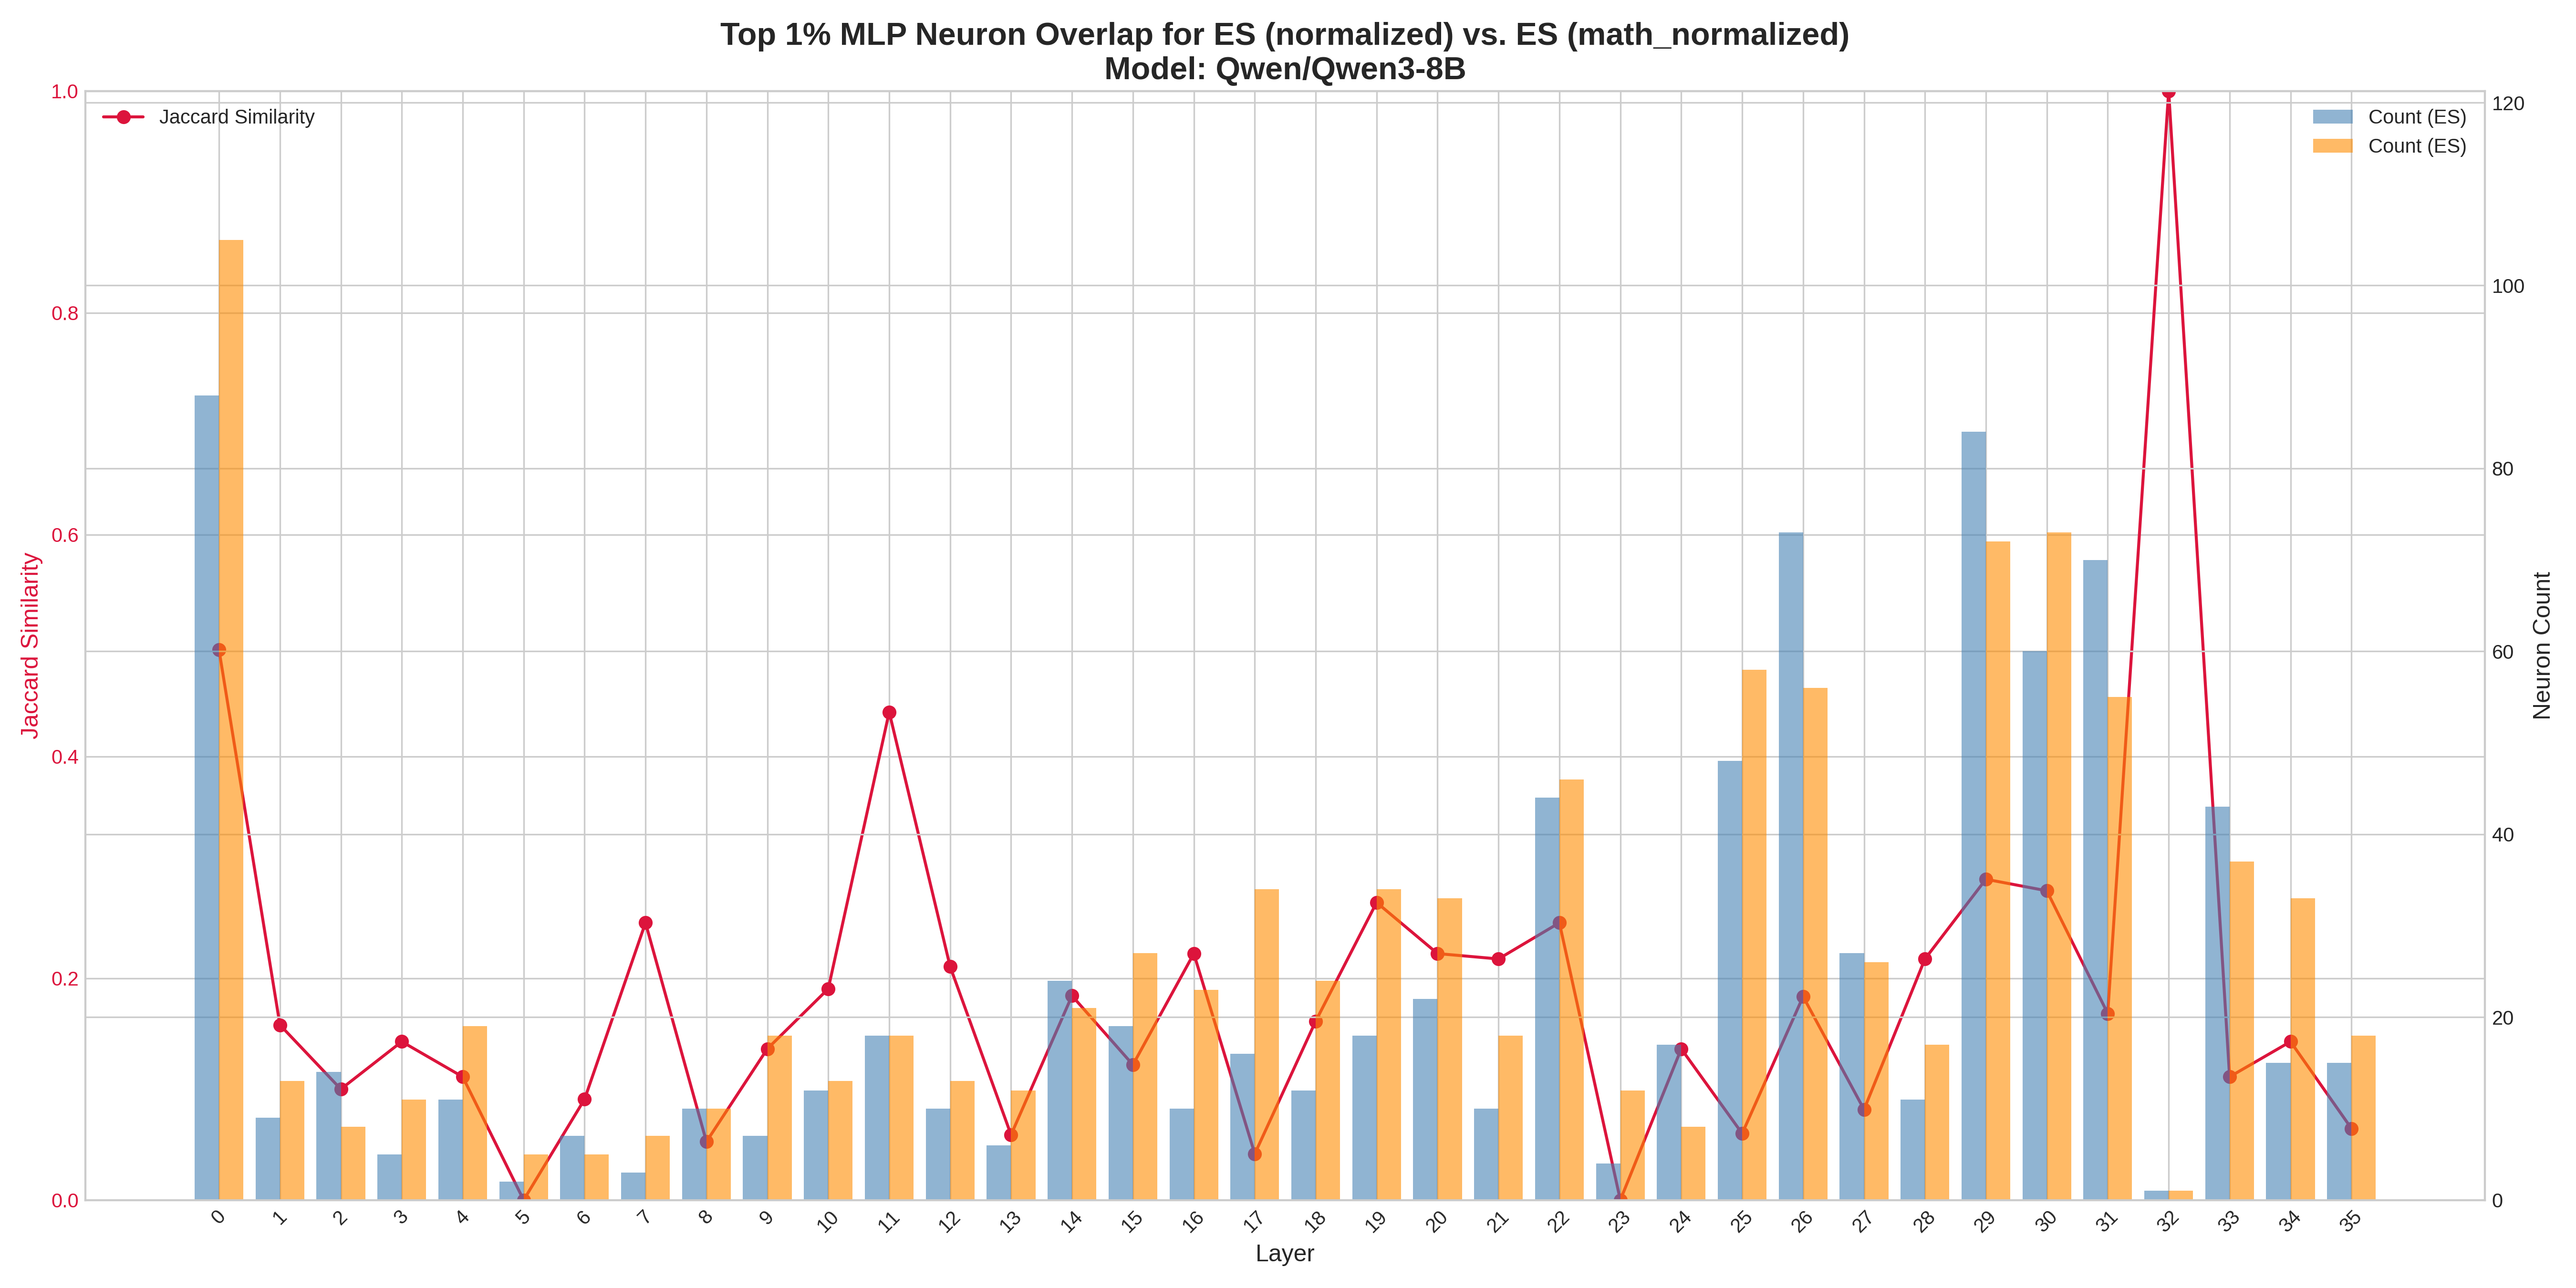 Top 1% MLP Neuron Overlap for ES (normalized) vs. ES (math_normalized)
Model: Qwen/Qwen3-8B
Jaccard Similarity
Count (ES)
Count (ES)
Jaccard Similarity
1.0
0.8
0.6
0.4
0.2
0.0
120
100
80
60
40
20
0
Neuron Count
0 1 2 3 4 5 6 7 8 9 10 11 12 13 14 15 16 17 18 19 20 21 22 23 24 25 26 27 28 29 30 31 32 33 34 35
Layer